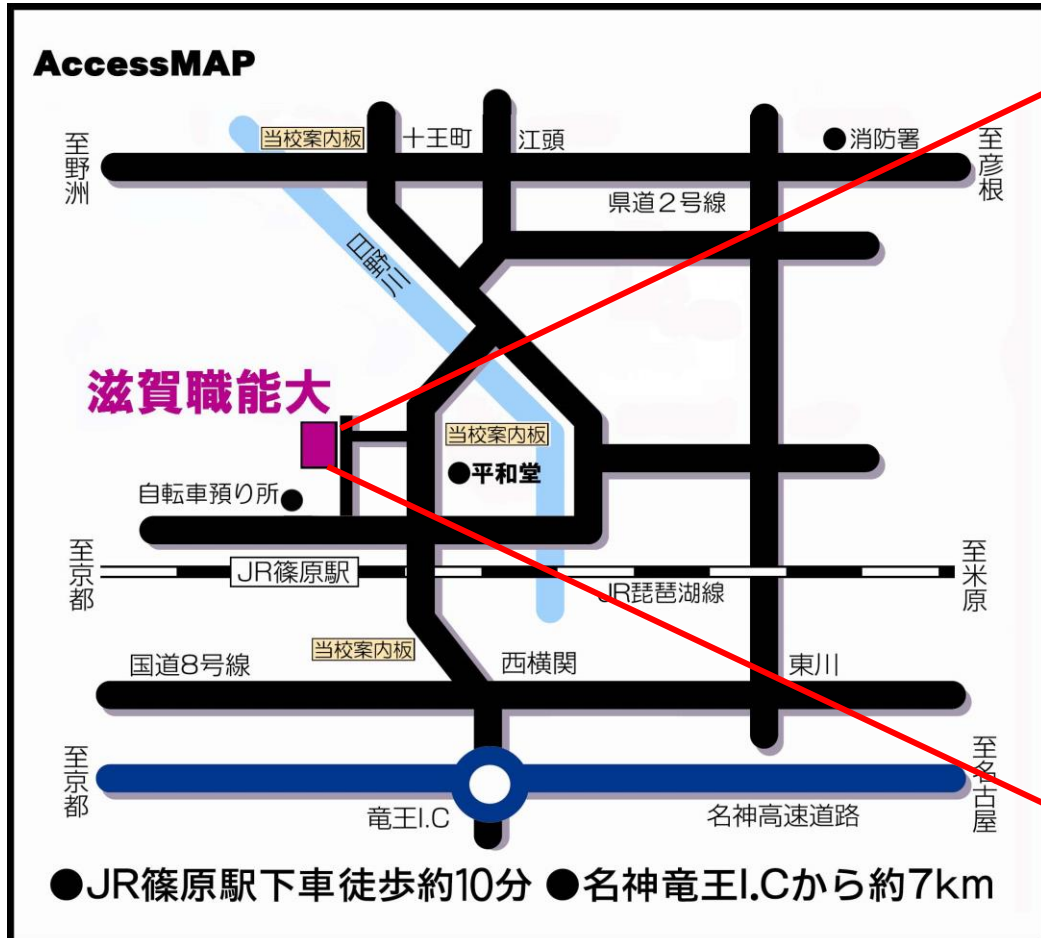 AccessMAP
当校案内板
十王町
江頭
消防署
至野洲
至彦根
県道2号線
日野川
滋賀職能大
当校案内板
●平和堂
自転車預り所
至京都
JR篠原駅
JR琵琶湖線
至米原
当校案内板
国道8号線
西横関
東川
至京都
竜王I.C
名神高速道路
至名古屋
●JR篠原駅下車徒歩約10分 ●名神竜王I.Cから約7km